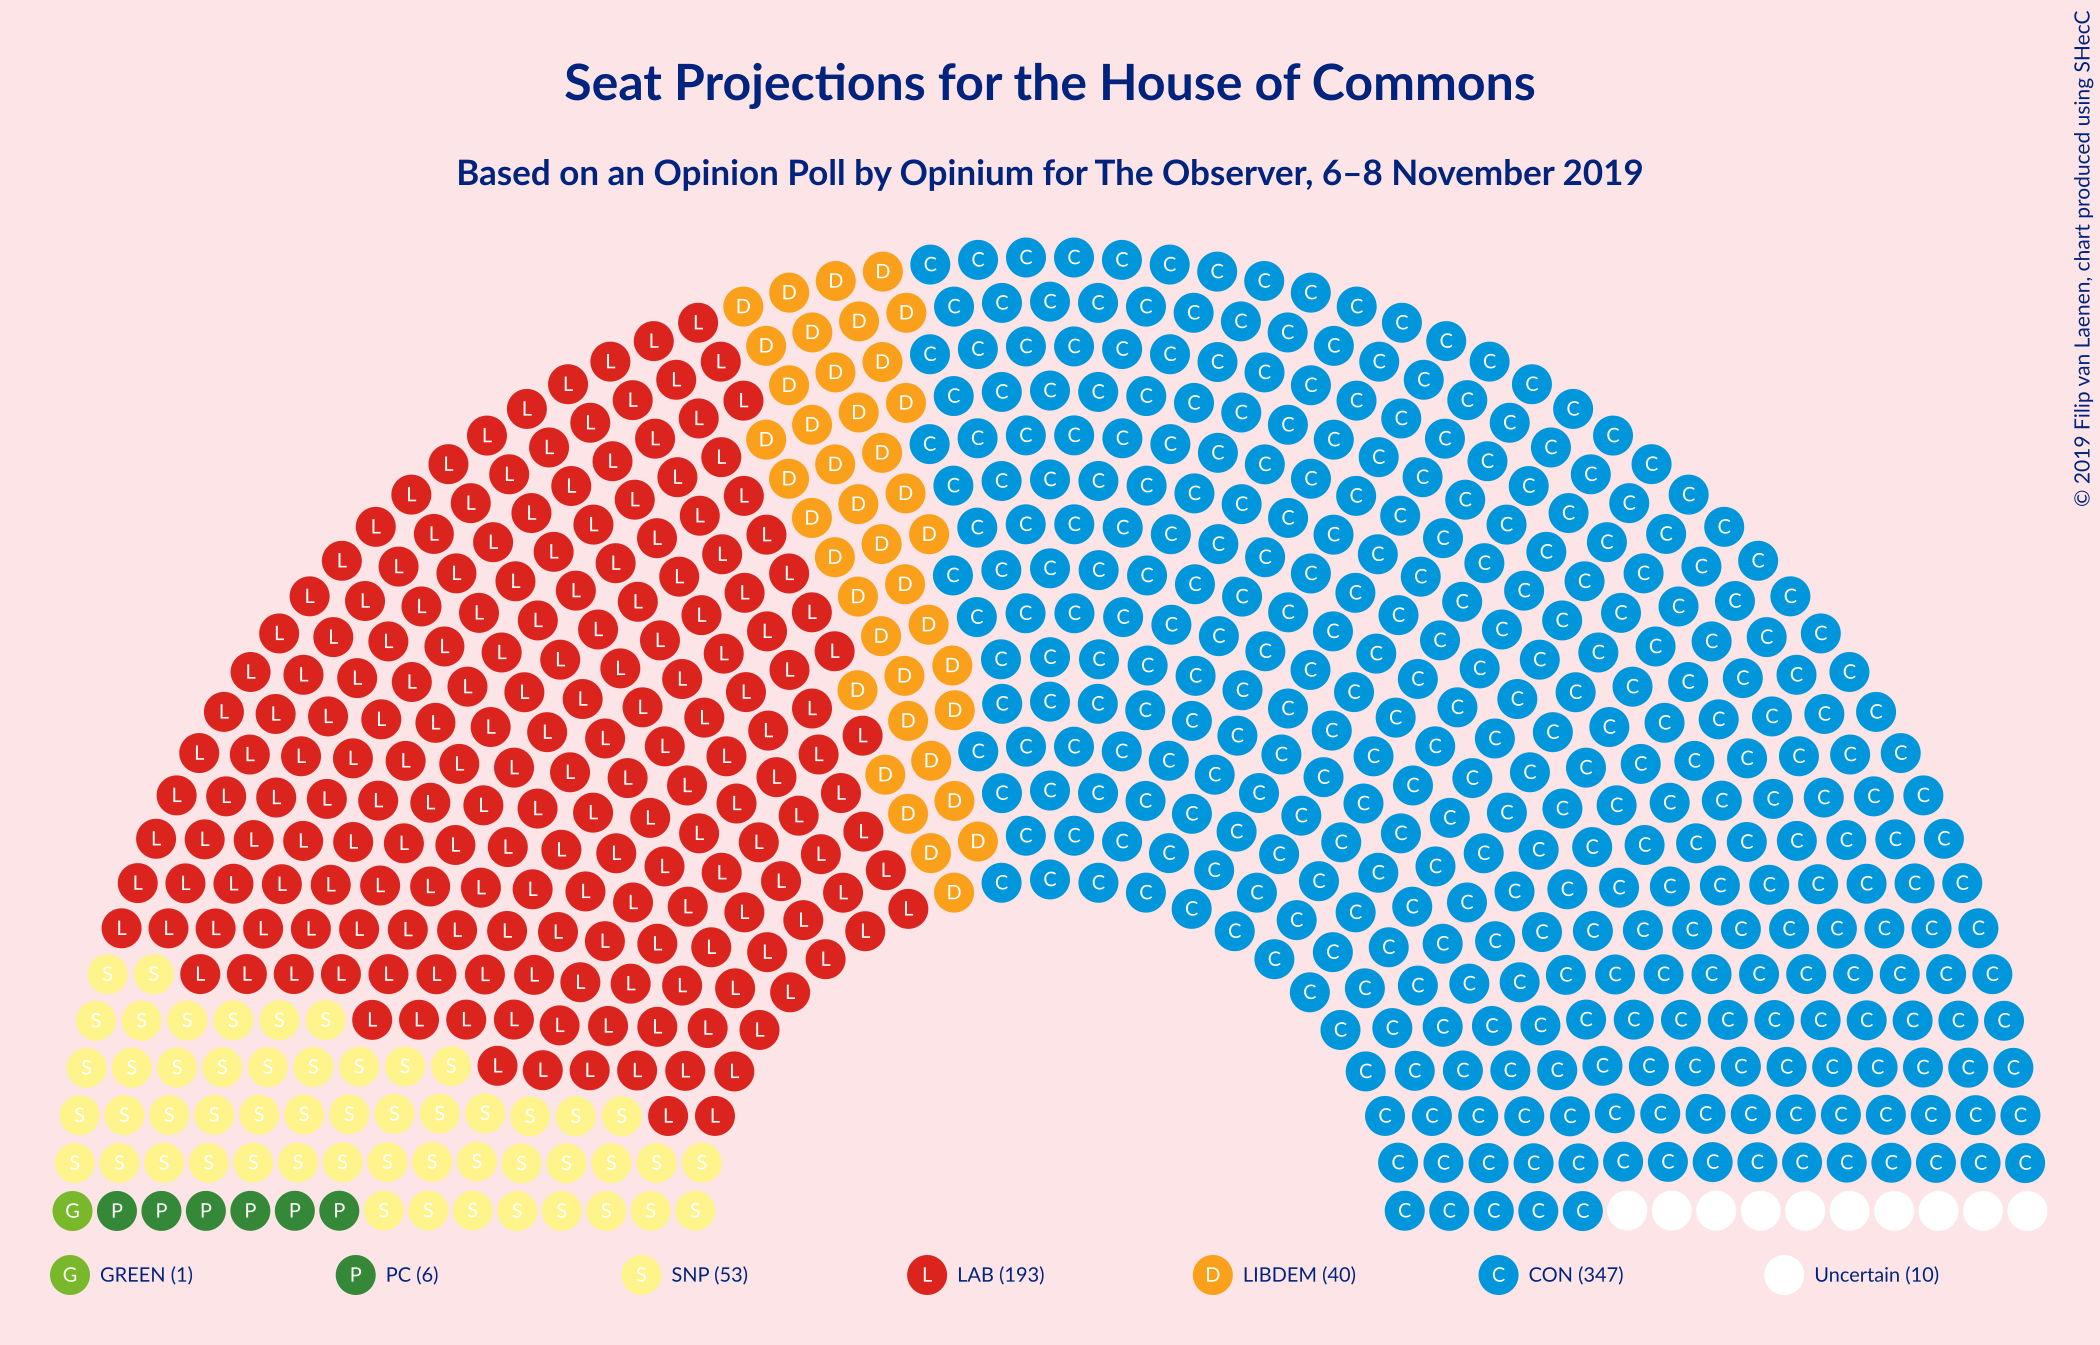 Seat Projections for the House of Commons
Based on an Opinion Poll by Opinium for The Observer, 6–8 November 2019
© 2019 Filip van Laenen, chart produced using SHecC
G GREEN (1) P PC (6) S SNP (53) L LAB (193) D LIBDEM (40) C CON (347) Uncertain (10)